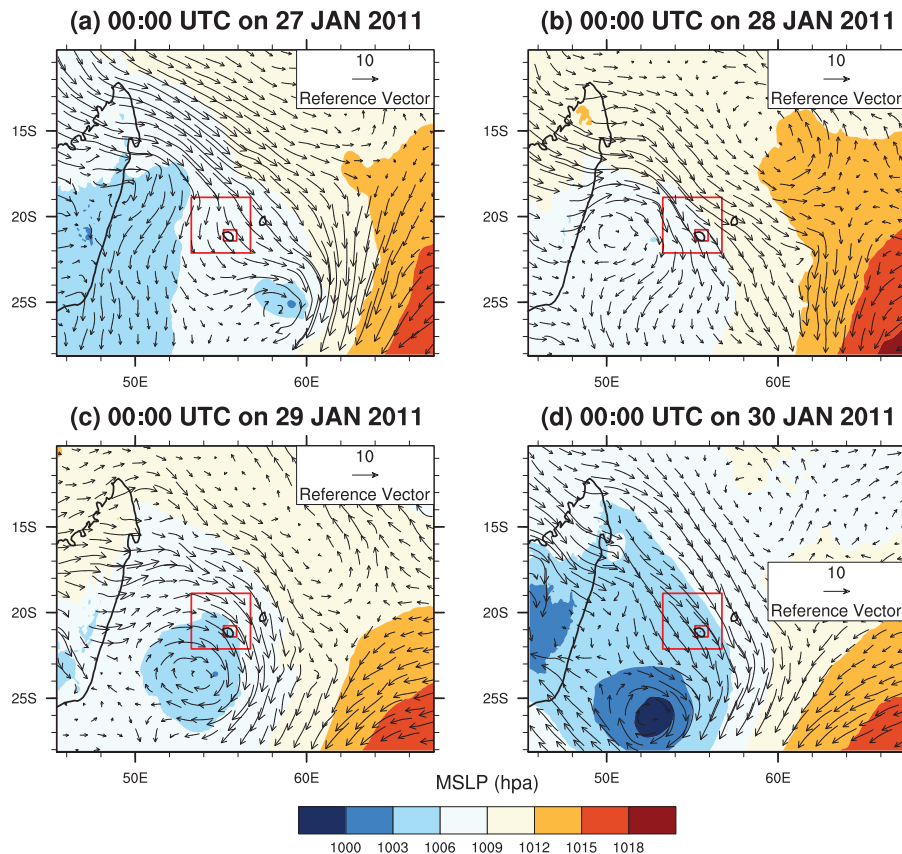 (a) 00:00 UTC on 27 JAN 2011
10
Reference Vector
15S
20S
25S
50E
60E
(b) 00:00 UTC on 28 JAN 2011
10
Reference Vector
15S
20S
25S
50E
60E
(c) 00:00 UTC on 29 JAN 2011
10
Reference Vector
15S
20S
25S
50E
60E
(d) 00:00 UTC on 30 JAN 2011
10
Reference Vector
15S
20S
25S
50E
60E
MSLP (hpa)
1000 1003 1006 1009 1012 1015 1018